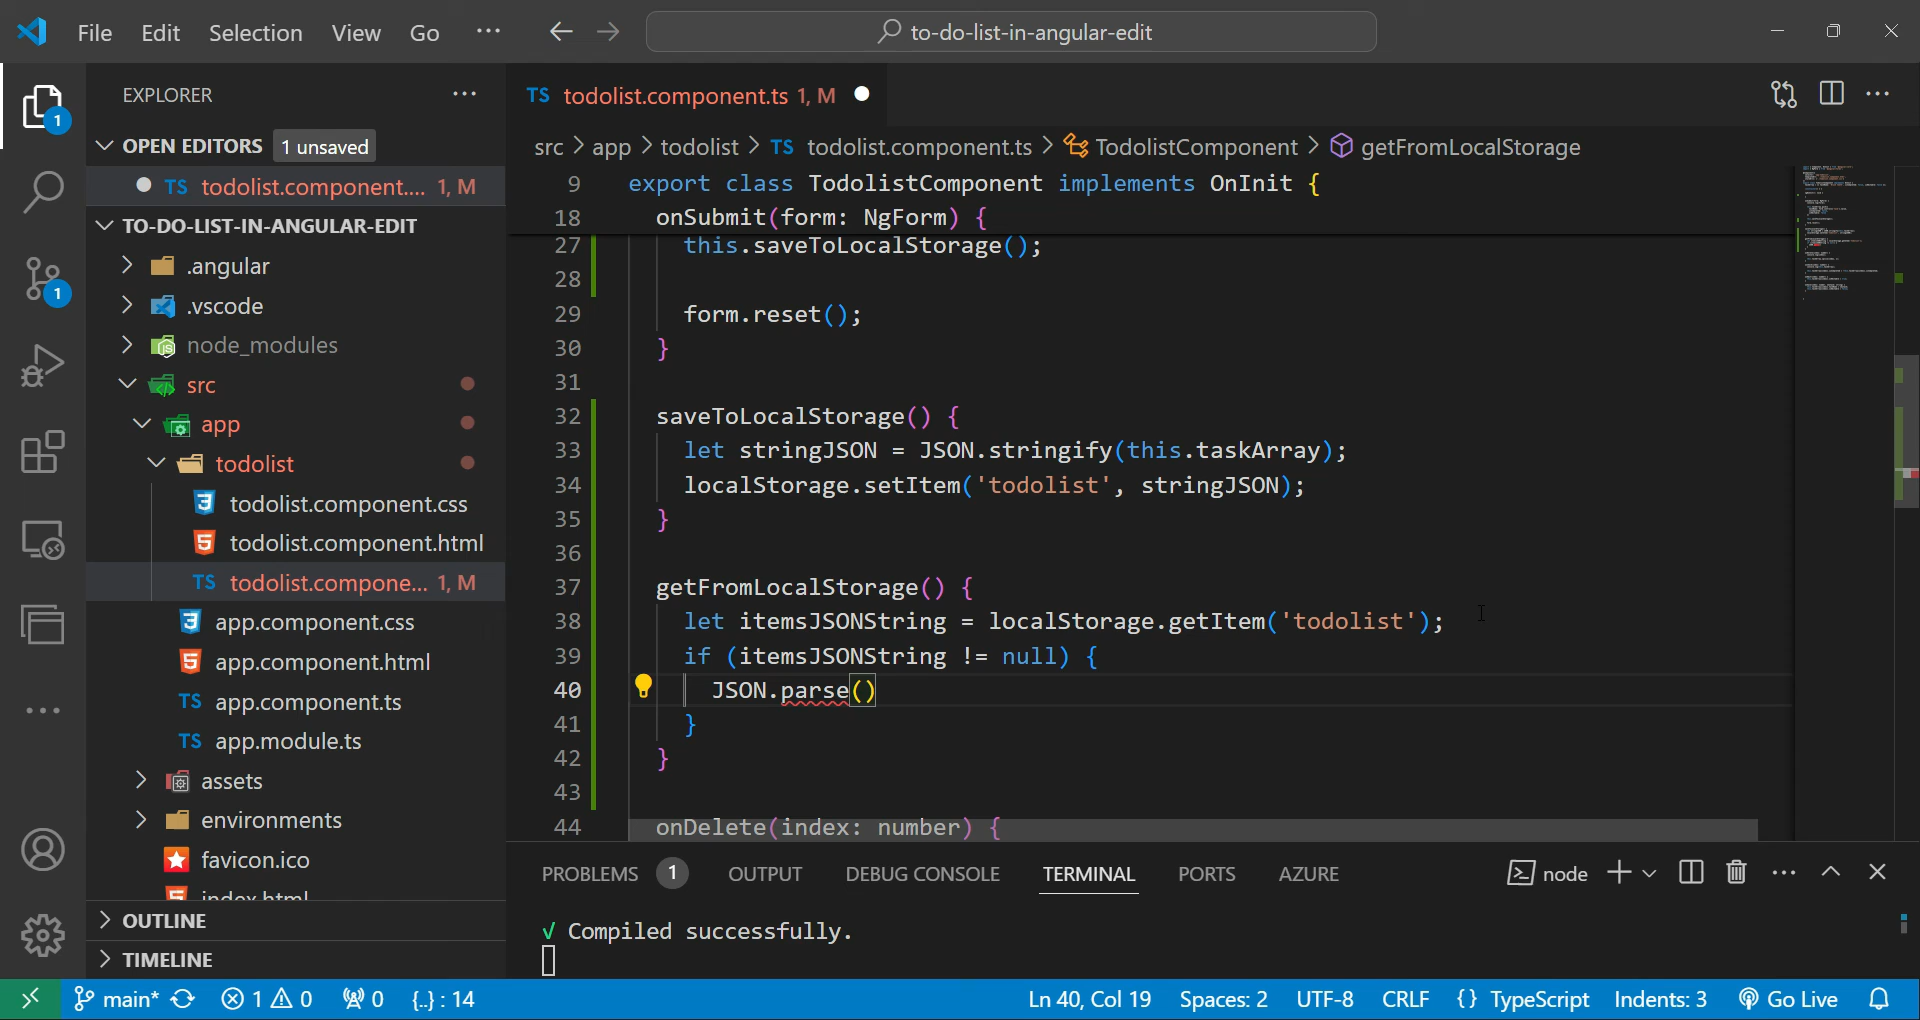 File Edit Selection View Go ··· to-do-list-in-angular-edit
EXPLORER ···
OPEN EDITORS 1 unsaved
TS todolist.component.... 1, M
TO-DO-LIST-IN-ANGULAR-EDIT
.angular
.vscode
node_modules
src
app
todolist
todolist.component.css
todolist.component.html
TS todolist.compone... 1, M
app.component.css
app.component.html
TS app.component.ts
TS app.module.ts
assets
environments
favicon.ico
index.html
OUTLINE
TIMELINE
1
1
TS todolist.component.ts 1, M
src > app > todolist > TS todolist.component.ts > TodolistComponent > getFromLocalStorage
9 export class TodolistComponent implements OnInit {
18 onSubmit(form: NgForm) {
27 this.saveToLocalStorage();
28
29 form.reset();
30 }
31
32 saveToLocalStorage() {
33 let stringJSON = JSON.stringify(this.taskArray);
34 localStorage.setItem('todolist', stringJSON);
35 }
36
37 getFromLocalStorage() {
38 let itemsJSONString = localStorage.getItem('todolist');
39 if (itemsJSONString != null) {
40 JSON.parse()
41 }
42 }
43
44 onDelete(index: number) {
PROBLEMS 1 OUTPUT DEBUG CONSOLE TERMINAL PORTS AZURE node
√ Compiled successfully.
main* 1 0 0 {..} : 14 Ln 40, Col 19 Spaces: 2 UTF-8 CRLF {} TypeScript Indents: 3 Go Live